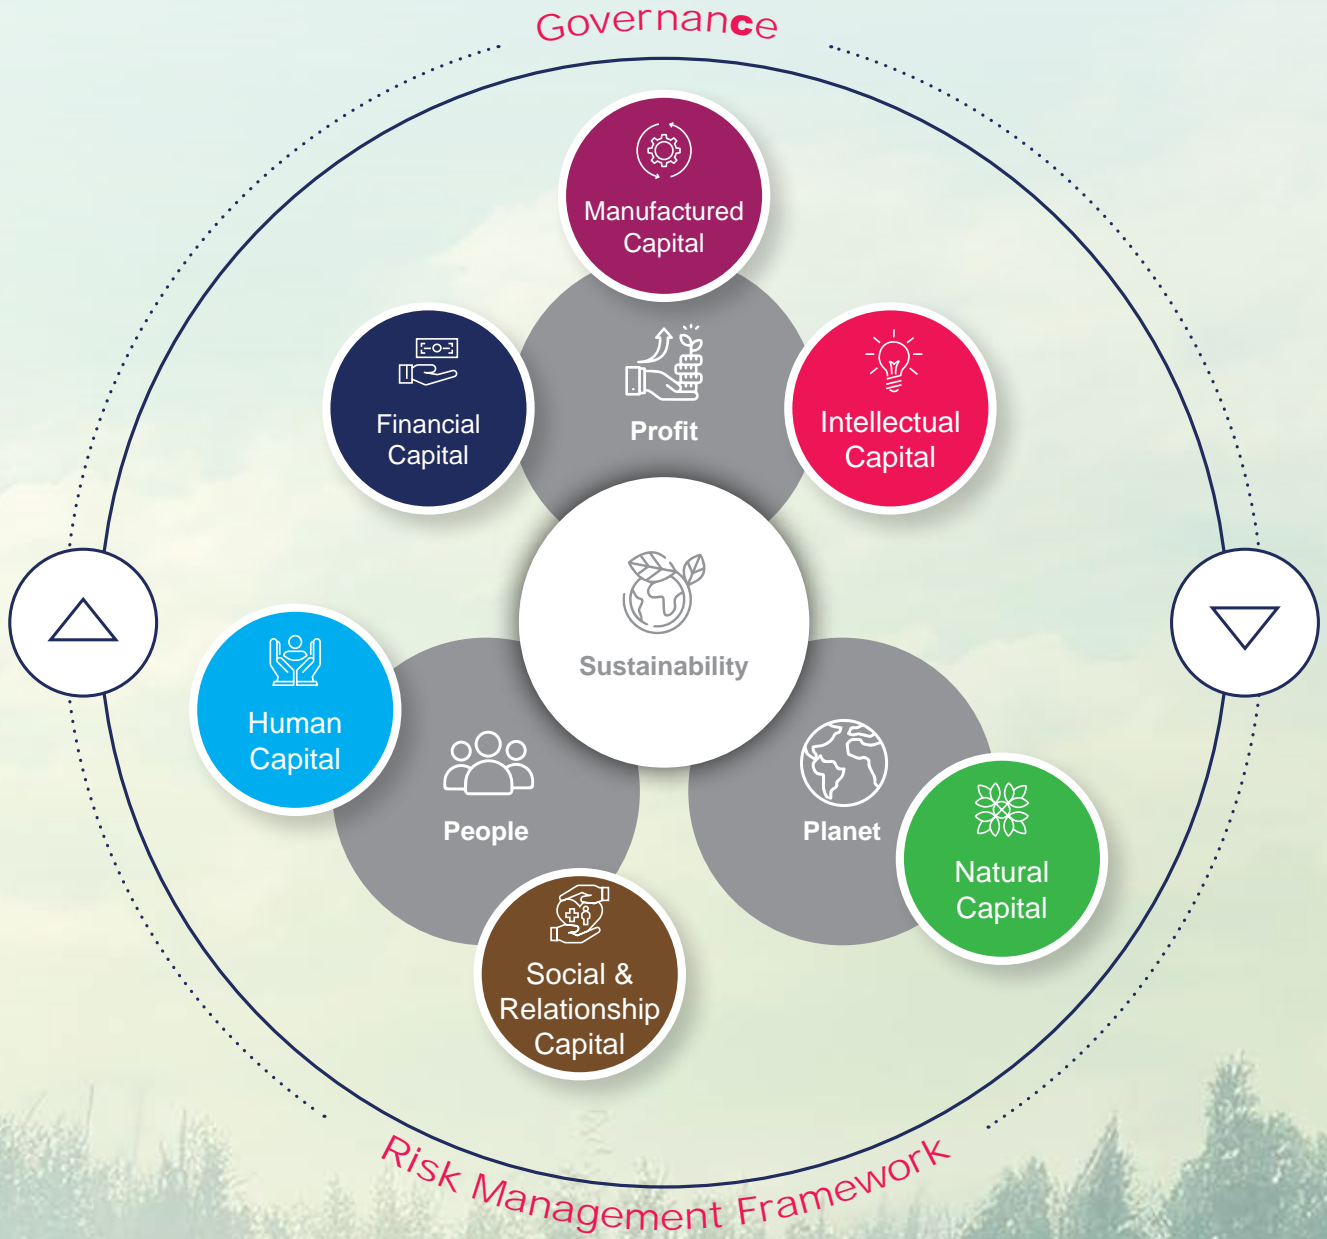 Governance
Manufactured
Capital
Financial
Capital
Profit
Intellectual
Capital
Sustainability
Human
Capital
People
Planet
Natural
Capital
Social &
Relationship
Capital
Risk Management Framework